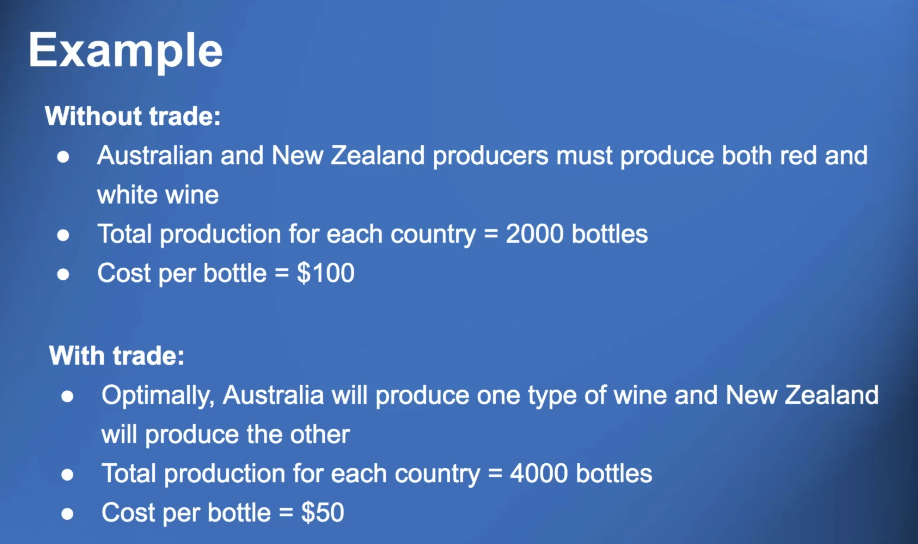 Example
Without trade:
● Australian and New Zealand producers must produce both red and
white wine
● Total production for each country = 2000 bottles
● Cost per bottle = $100
With trade:
● Optimally, Australia will produce one type of wine and New Zealand
will produce the other
● Total production for each country = 4000 bottles
● Cost per bottle = $50